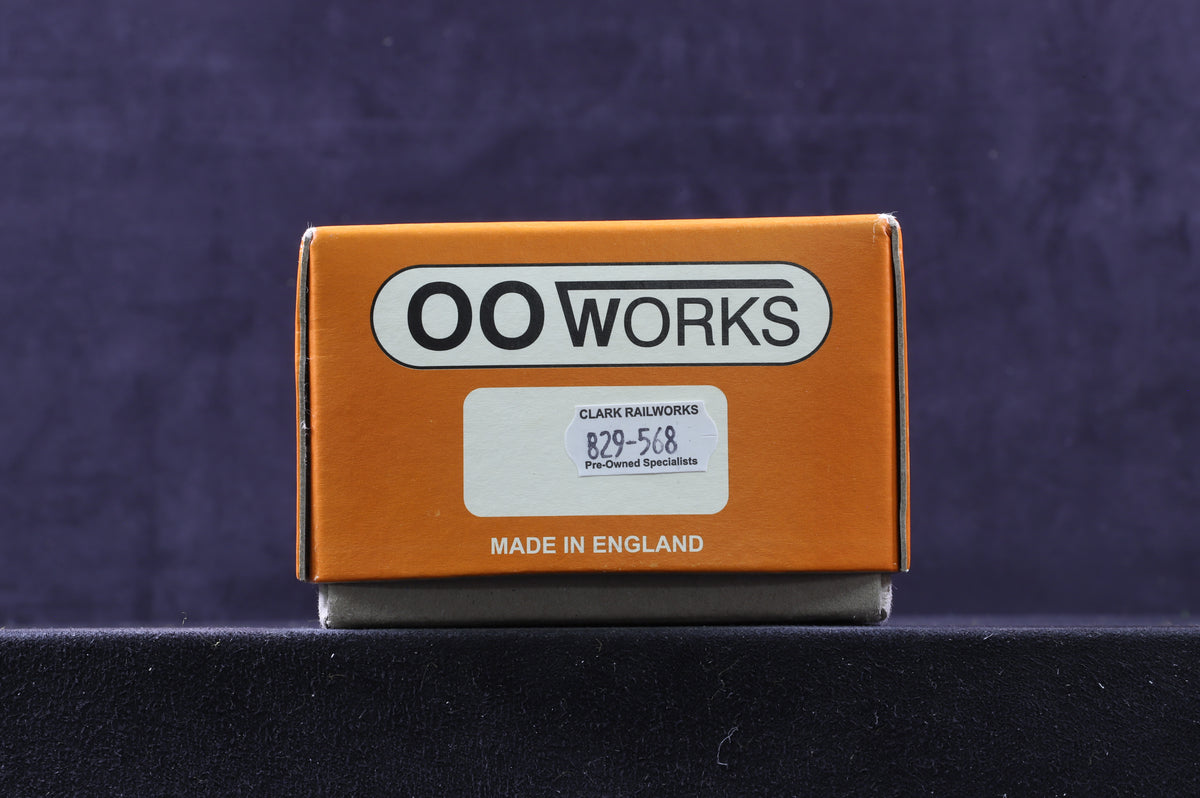 OO WORKS
CLARK RAILWORKS
829-568
Pre-Owned Specialists
MADE IN ENGLAND